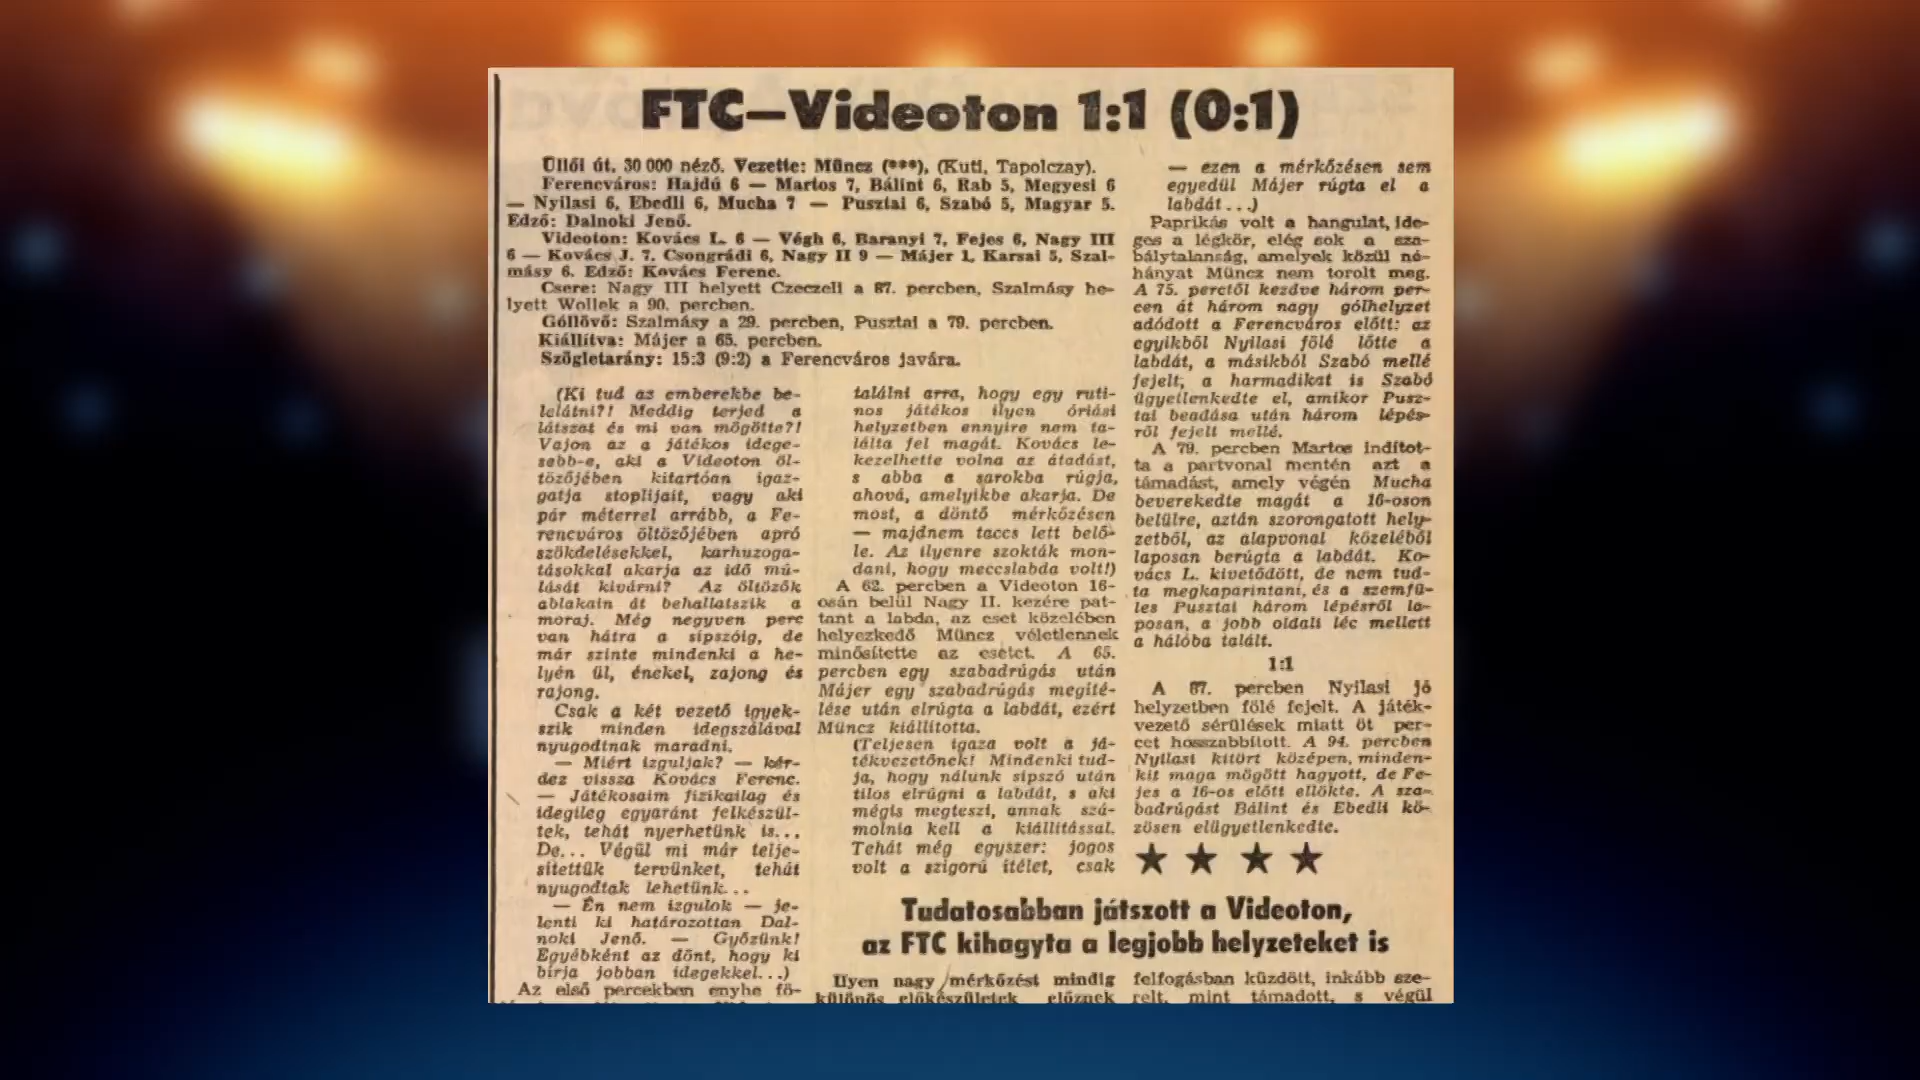 FTC—Videoton 1:1 (0:1)
Üllői út. 30 000 néző. Vezette: Müncz (***), (Kuti, Tapolczay).
Ferencváros: Hajdú 6 — Martos 7, Bálint 6, Rab 5, Megyesi 6
— Nyilasi 6, Ebedli 6, Mucha 7 — Pusztai 6, Szabó 5, Magyar 5.
Edző: Dalnoki Jenő.
Videoton: Kovács L. 6 — Végh 6, Baranyi 7, Fejes 6, Nagy III
6 — Kovács J. 7, Csongrádi 6, Nagy II 9 — Májer 1, Karsai 5, Szal-
másy 6. Edző: Kovács Ferenc.
Csere: Nagy III helyett Czeczeli a 87. percben, Szalmásy he-
lyett Wollek a 90. percben.
Góllövő: Szalmásy a 29. percben, Pusztai a 79. percben.
Kiállítva: Májer a 65. percben.
Szögletarány: 15:3 (9:2) a Ferencváros javára.
(Ki tud az emberekbe be-
lelátni?! Meddig terjed a
látszat és mi van mögötte?!
Vajon az a játékos idege-
sebb-e, aki a Videoton öl-
tözőjében kitartóan igaz-
gatja stoplijait, vagy aki
pár méterrel arrább, a Fe-
rencváros öltözőjében apró
szökdelésekkel, karhuzoga-
tásokkal akarja az idő mú-
lását kivárni? Az öltözők
ablakain át behallatszik a
moraj. Még negyven perc
van hátra a sípszóig, de
már szinte mindenki a he-
lyén ül, énekel, zajong és
rajong.
Csak a két vezető igyek-
szik minden idegszálával
nyugodtnak maradni.
— Miért izguljak? — kér-
dez vissza Kovács Ferenc.
— Játékosaim fizikailag és
idegileg egyaránt felkészül-
tek, tehát nyerhetünk is...
De... Végül mi már telje-
sítettük tervünket, tehát
nyugodtak lehetünk...
— Én nem izgulok — je-
lenti ki határozottan Dal-
noki Jenő. — Győzünk!
Egyébként az dönt, hogy ki
bírja jobban idegekkel...)
Az első percekben enyhe fö-
találni arra, hogy egy ruti-
nos játékos ilyen óriási
helyzetben ennyire nem ta-
lálta fel magát. Kovács le-
kezelhette volna az átadást,
s abba a sarokba rúgja,
ahová, amelyikbe akarja. De
most, a döntő mérkőzésen
— majdnem taccs lett belő-
le. Az ilyenre szokták mon-
dani, hogy meccslabda volt!)
A 62. percben a Videoton 16-
osán belül Nagy II. kezére pat-
tant a labda, az eset közelében
helyezkedő Müncz véletlennek
minősítette az esetet. A 65.
percben egy szabadrúgás után
Májer egy szabadrúgás megíté-
lése után elrúgta a labdát, ezért
Müncz kiállította.
(Teljesen igaza volt a já-
tékvezetőnek! Mindenki tud-
ja, hogy nálunk sípszó után
tilos elrúgni a labdát, s aki
mégis megteszi, annak szá-
molnia kell a kiállítással.
Tehát még egyszer: jogos
volt a szigorú ítélet, csak
— ezen a mérkőzésen sem
egyedül Májer rúgta el a
labdát...)
Paprikás volt a hangulat, ide-
ges a légkör, elég sok a sza-
bálytalanság, amelyek közül né-
hányat Müncz nem torolt meg.
A 75. perctől kezdve három per-
cen át három nagy gólhelyzet
adódott a Ferencváros előtt: az
egyikből Nyilasi fölé lőtte a
labdát, a másikból Szabó mellé
fejelt; a harmadikat is Szabó
ügyetlenkedte el, amikor Pusz-
tai beadása után három lépés-
ről fejelt mellé.
A 79. percben Martos indítot-
ta a partvonal mentén azt a
támadást, amely végén Mucha
beverekedte magát a 16-oson
belülre, aztán szorongatott hely-
zetből, az alapvonal közeléből
laposan berúgta a labdát. Ko-
vács L. kivetődött, de nem tud-
ta megkaparintani, és a szemfü-
les Pusztai három lépésről la-
posan, a jobb oldali léc mellett
a hálóba talált.
1:1
A 87. percben Nyilasi jó
helyzetben fölé fejelt. A játék-
vezető sérülések miatt öt per-
cet hosszabbított. A 94. percben
Nyilasi kitört középen, minden-
kit maga mögött hagyott, de Fe-
jes a 16-os előtt ellökte. A sza-
badrúgást Bálint és Ebedli kö-
zösen elügyetlenkedte.
★ ★ ★ ★
Tudatosabban játszott a Videoton,
az FTC kihagyta a legjobb helyzeteket is
Ilyen nagy mérkőzést mindig
különös előkészületek előznek
felfogásban küzdött, inkább sze-
relt, mint támadott, s végül